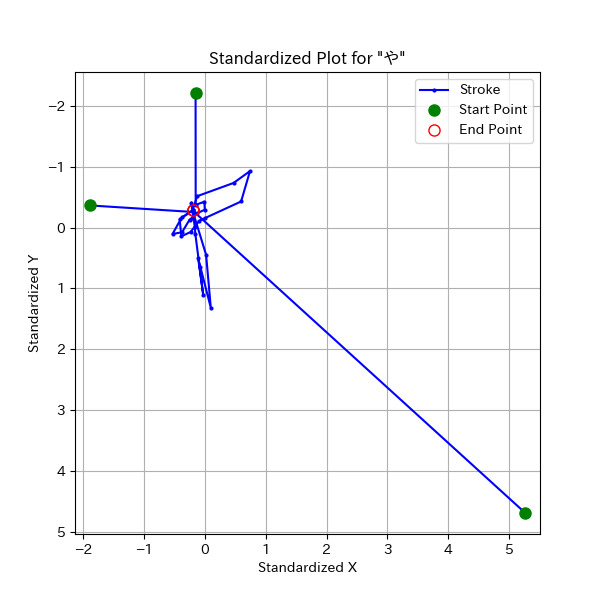 Standardized Plot for "や"
Stroke
Start Point
End Point
−2
−1
0
1
2
3
4
5
Standardized Y
−2 −1 0 1 2 3 4 5
Standardized X